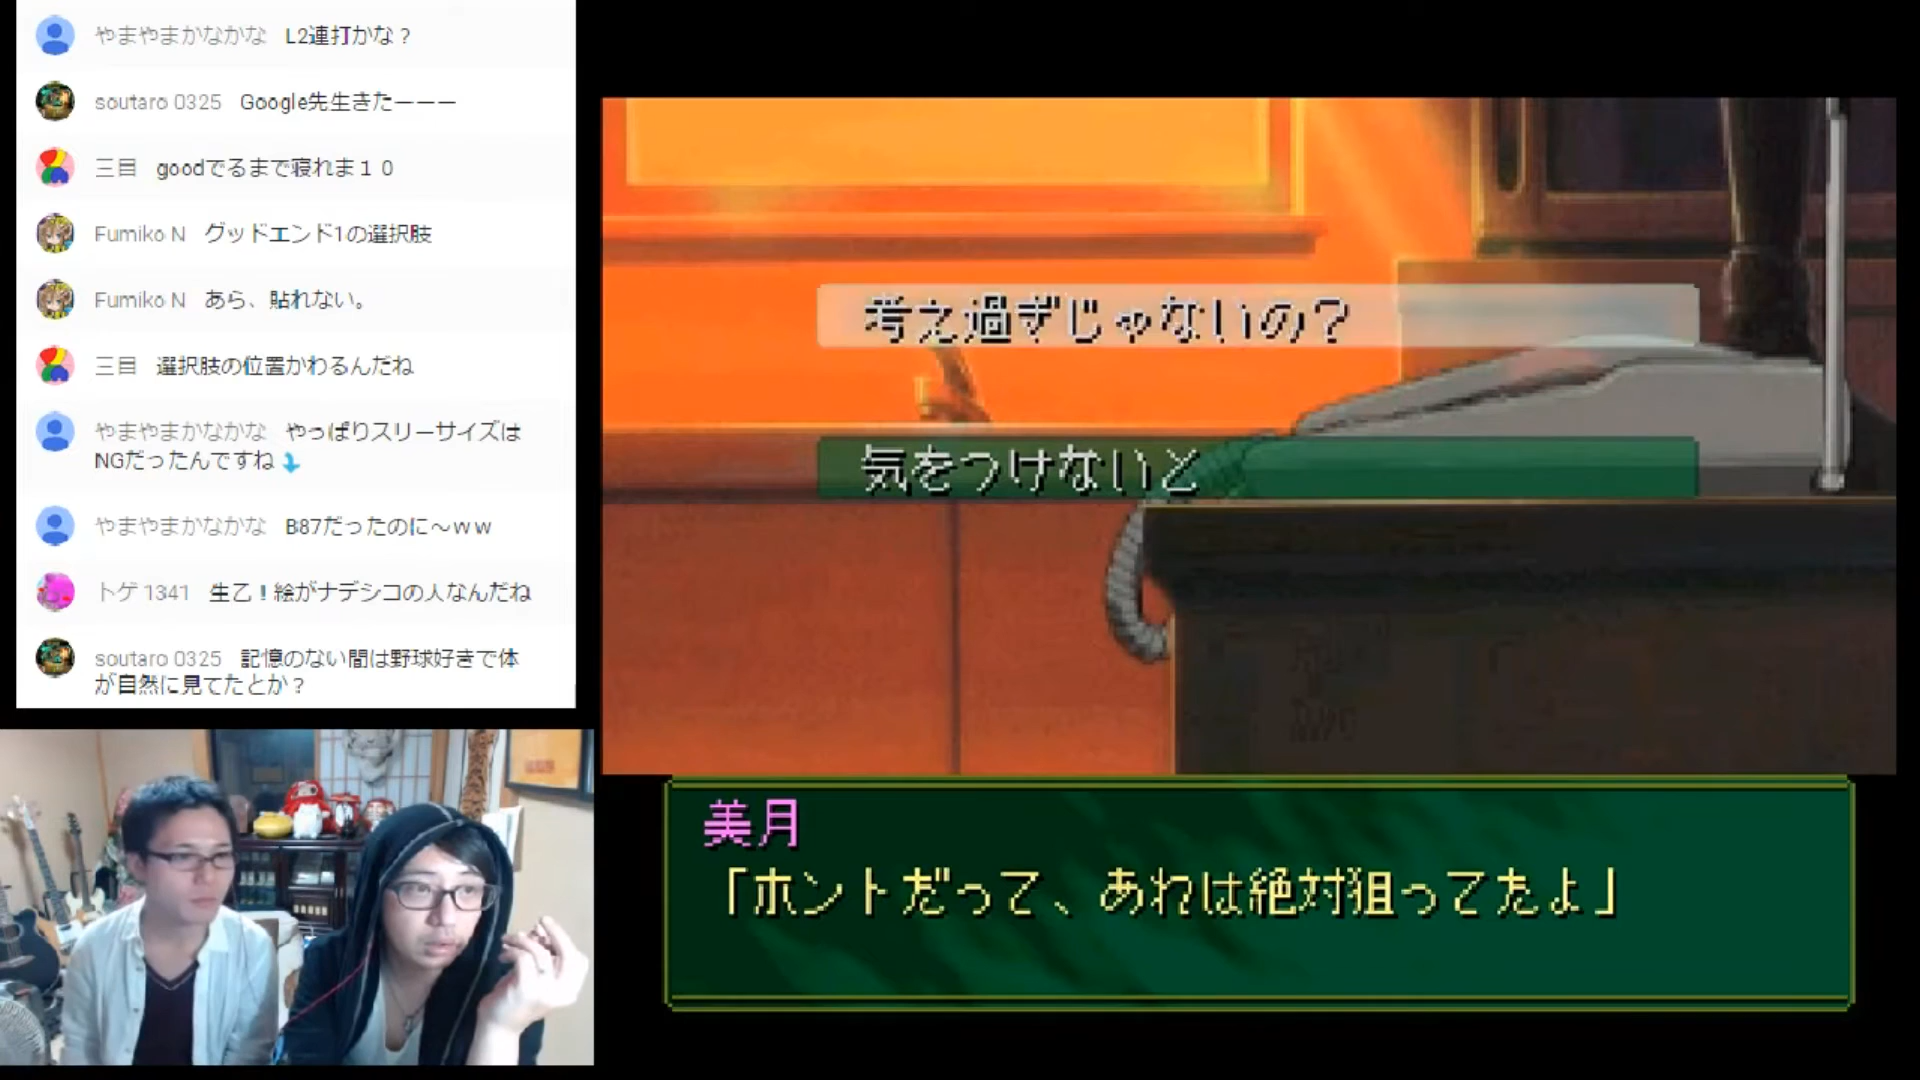 やまやまかなかな L2連打かな？
soutaro 0325 Google先生きたーーー
三目 goodでるまで寝れま１０
Fumiko N グッドエンド1の選択肢
Fumiko N あら、貼れない。
三目 選択肢の位置かわるんだね
やまやまかなかな やっぱりスリーサイズは
NGだったんですね
やまやまかなかな B87だったのに～ｗｗ
トゲ 1341 生乙！絵がナデシコの人なんだね
soutaro 0325 記憶のない間は野球好きで体
が自然に見てたとか？
考え過ぎじゃないの？
気をつけないと
美月
「ホントだって、あれは絶対狙ってたよ」